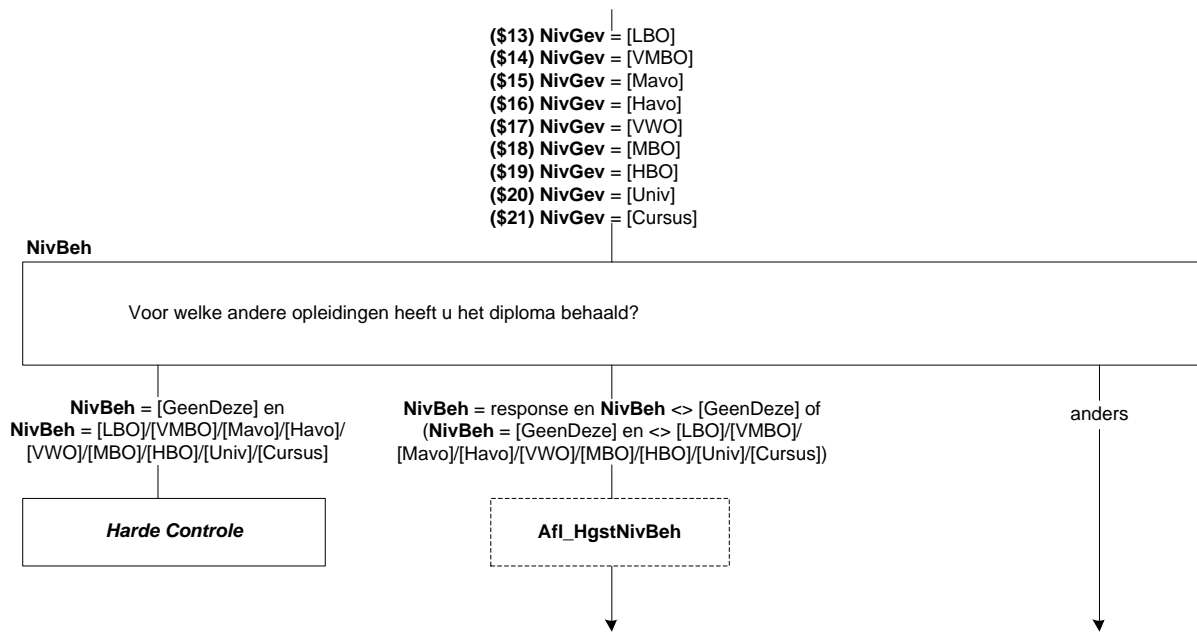 ($13) NivGev = [LBO]
($14) NivGev = [VMBO]
($15) NivGev = [Mavo]
($16) NivGev = [Havo]
($17) NivGev = [VWO]
($18) NivGev = [MBO]
($19) NivGev = [HBO]
($20) NivGev = [Univ]
($21) NivGev = [Cursus]
NivBeh
Voor welke andere opleidingen heeft u het diploma behaald?
NivBeh = [GeenDeze] en
NivBeh = [LBO]/[VMBO]/[Mavo]/[Havo]/
[VWO]/[MBO]/[HBO]/[Univ]/[Cursus]
NivBeh = response en NivBeh <> [GeenDeze] of
(NivBeh = [GeenDeze] en <> [LBO]/[VMBO]/
[Mavo]/[Havo]/[VWO]/[MBO]/[HBO]/[Univ]/[Cursus])
anders
Harde Controle
Afl_HgstNivBeh